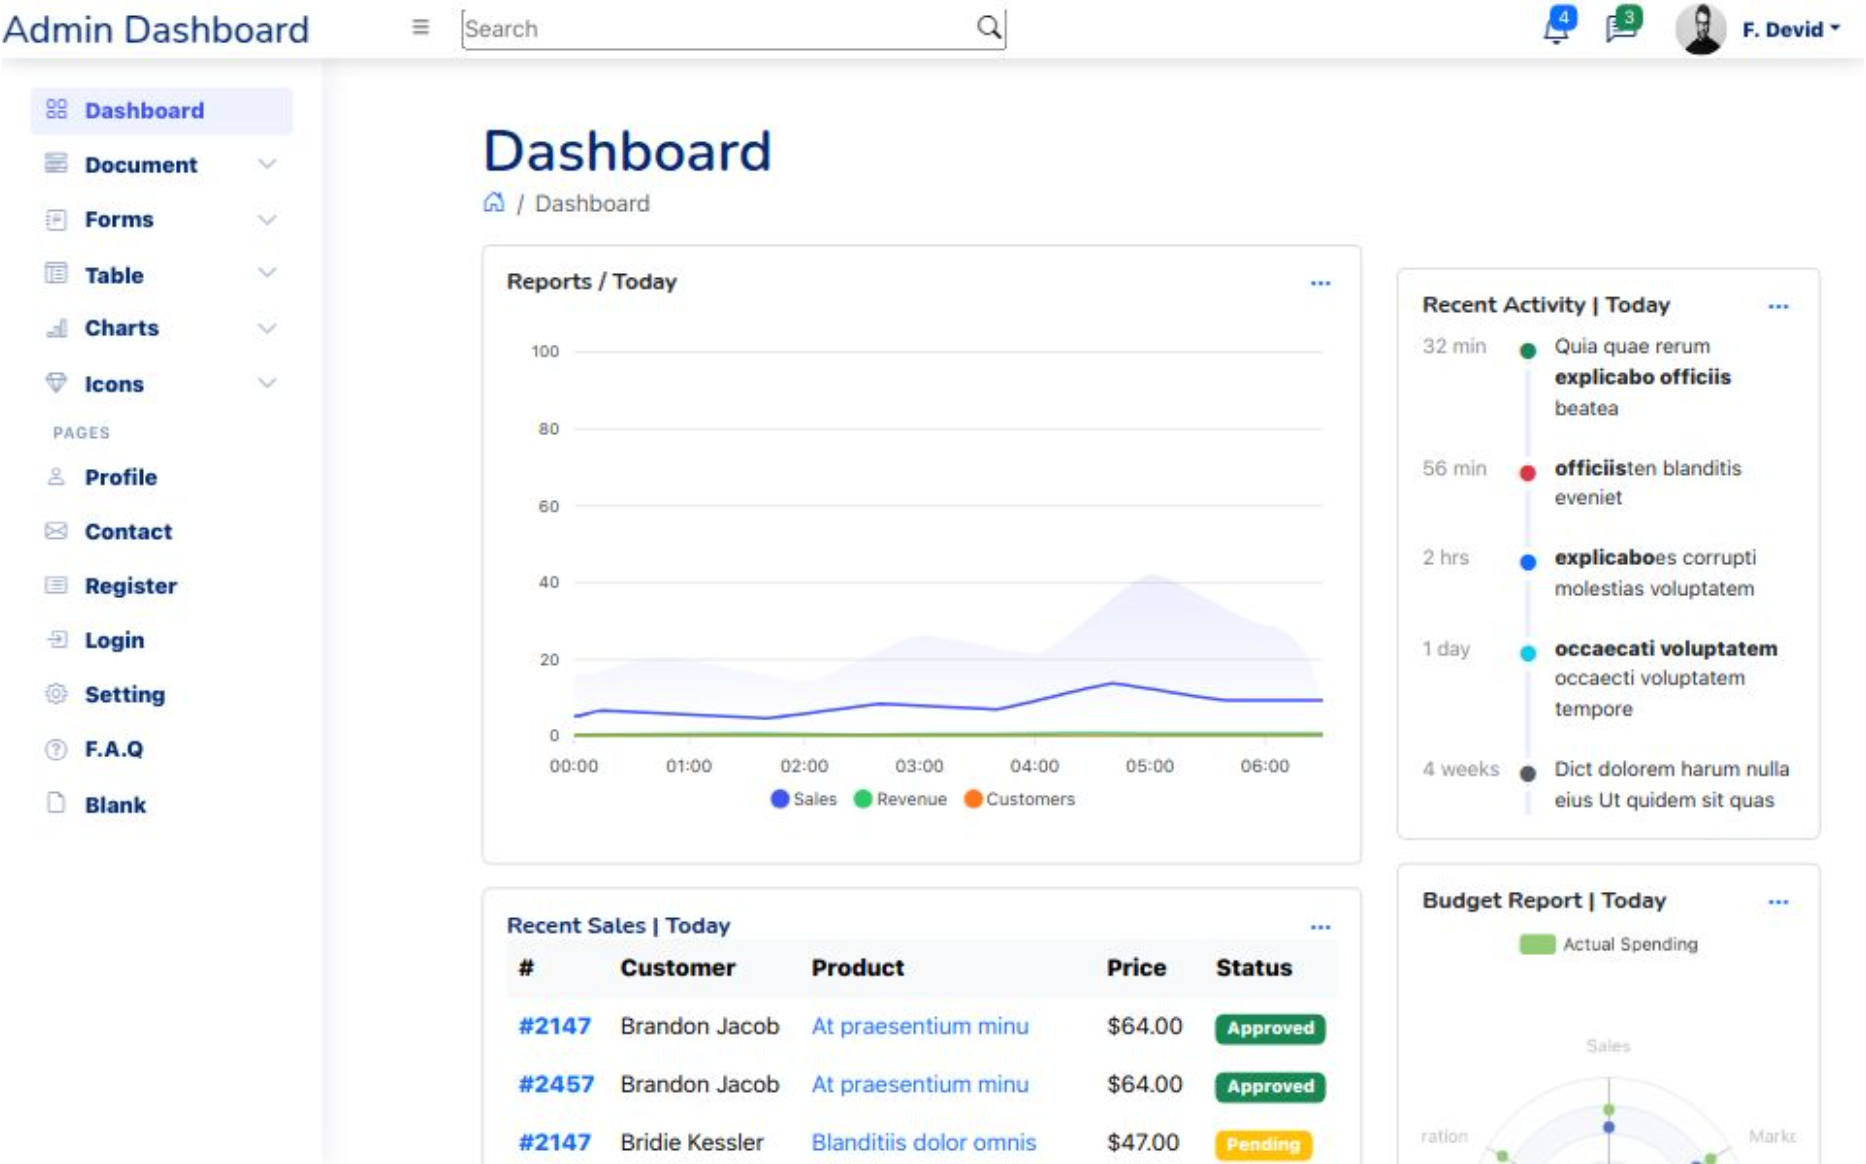 Admin Dashboard
Search
4
3
F. Devid
Dashboard
Document
Forms
Table
Charts
Icons
PAGES
Profile
Contact
Register
Login
Setting
F.A.Q
Blank
Dashboard
/ Dashboard
Reports / Today
100
80
60
40
20
0
00:00 01:00 02:00 03:00 04:00 05:00 06:00
Sales Revenue Customers
Recent Activity | Today
32 min Quia quae rerum
explicabo officiis
beatea
56 min officiisten blanditis
eveniet
2 hrs explicaboes corrupti
molestias voluptatem
1 day occaecati voluptatem
occaecti voluptatem
tempore
4 weeks Dict dolorem harum nulla
eius Ut quidem sit quas
Recent Sales | Today
# Customer Product Price Status
#2147 Brandon Jacob At praesentium minu $64.00 Approved
#2457 Brandon Jacob At praesentium minu $64.00 Approved
#2147 Bridie Kessler Blanditiis dolor omnis $47.00 Pending
Budget Report | Today
Actual Spending
Sales
ration
Marke